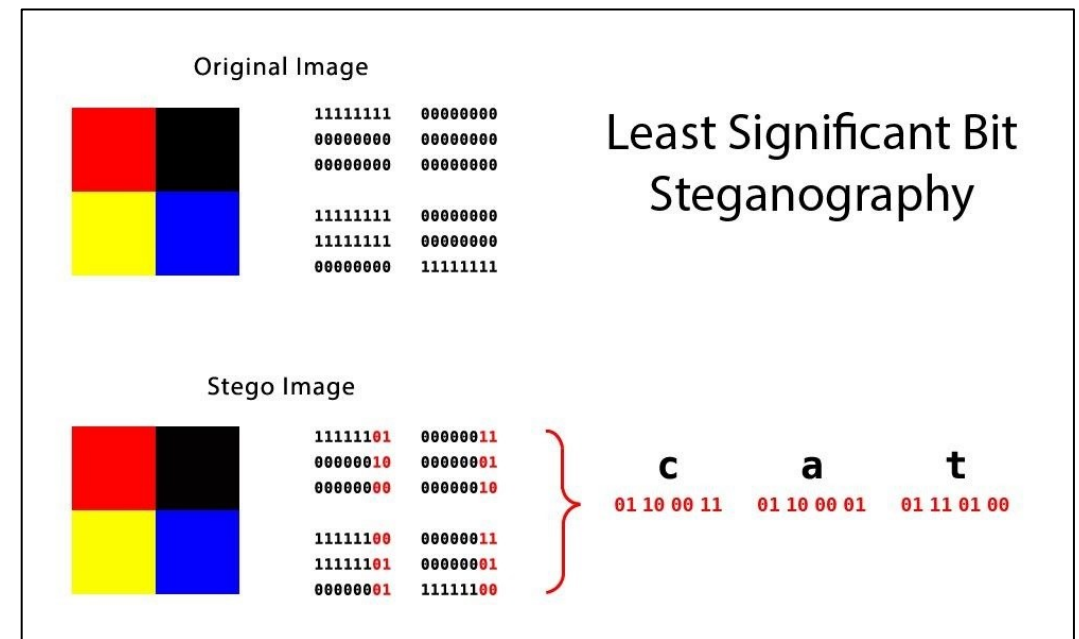 Original Image
11111111 00000000
00000000 00000000
00000000 00000000
11111111 00000000
11111111 00000000
00000000 11111111
Least Significant Bit
Steganography
Stego Image
11111101 00000011
00000010 00000001
00000000 00000010
11111100 00000011
11111101 00000001
00000001 11111100
c a t
01 10 00 11 01 10 00 01 01 11 01 00